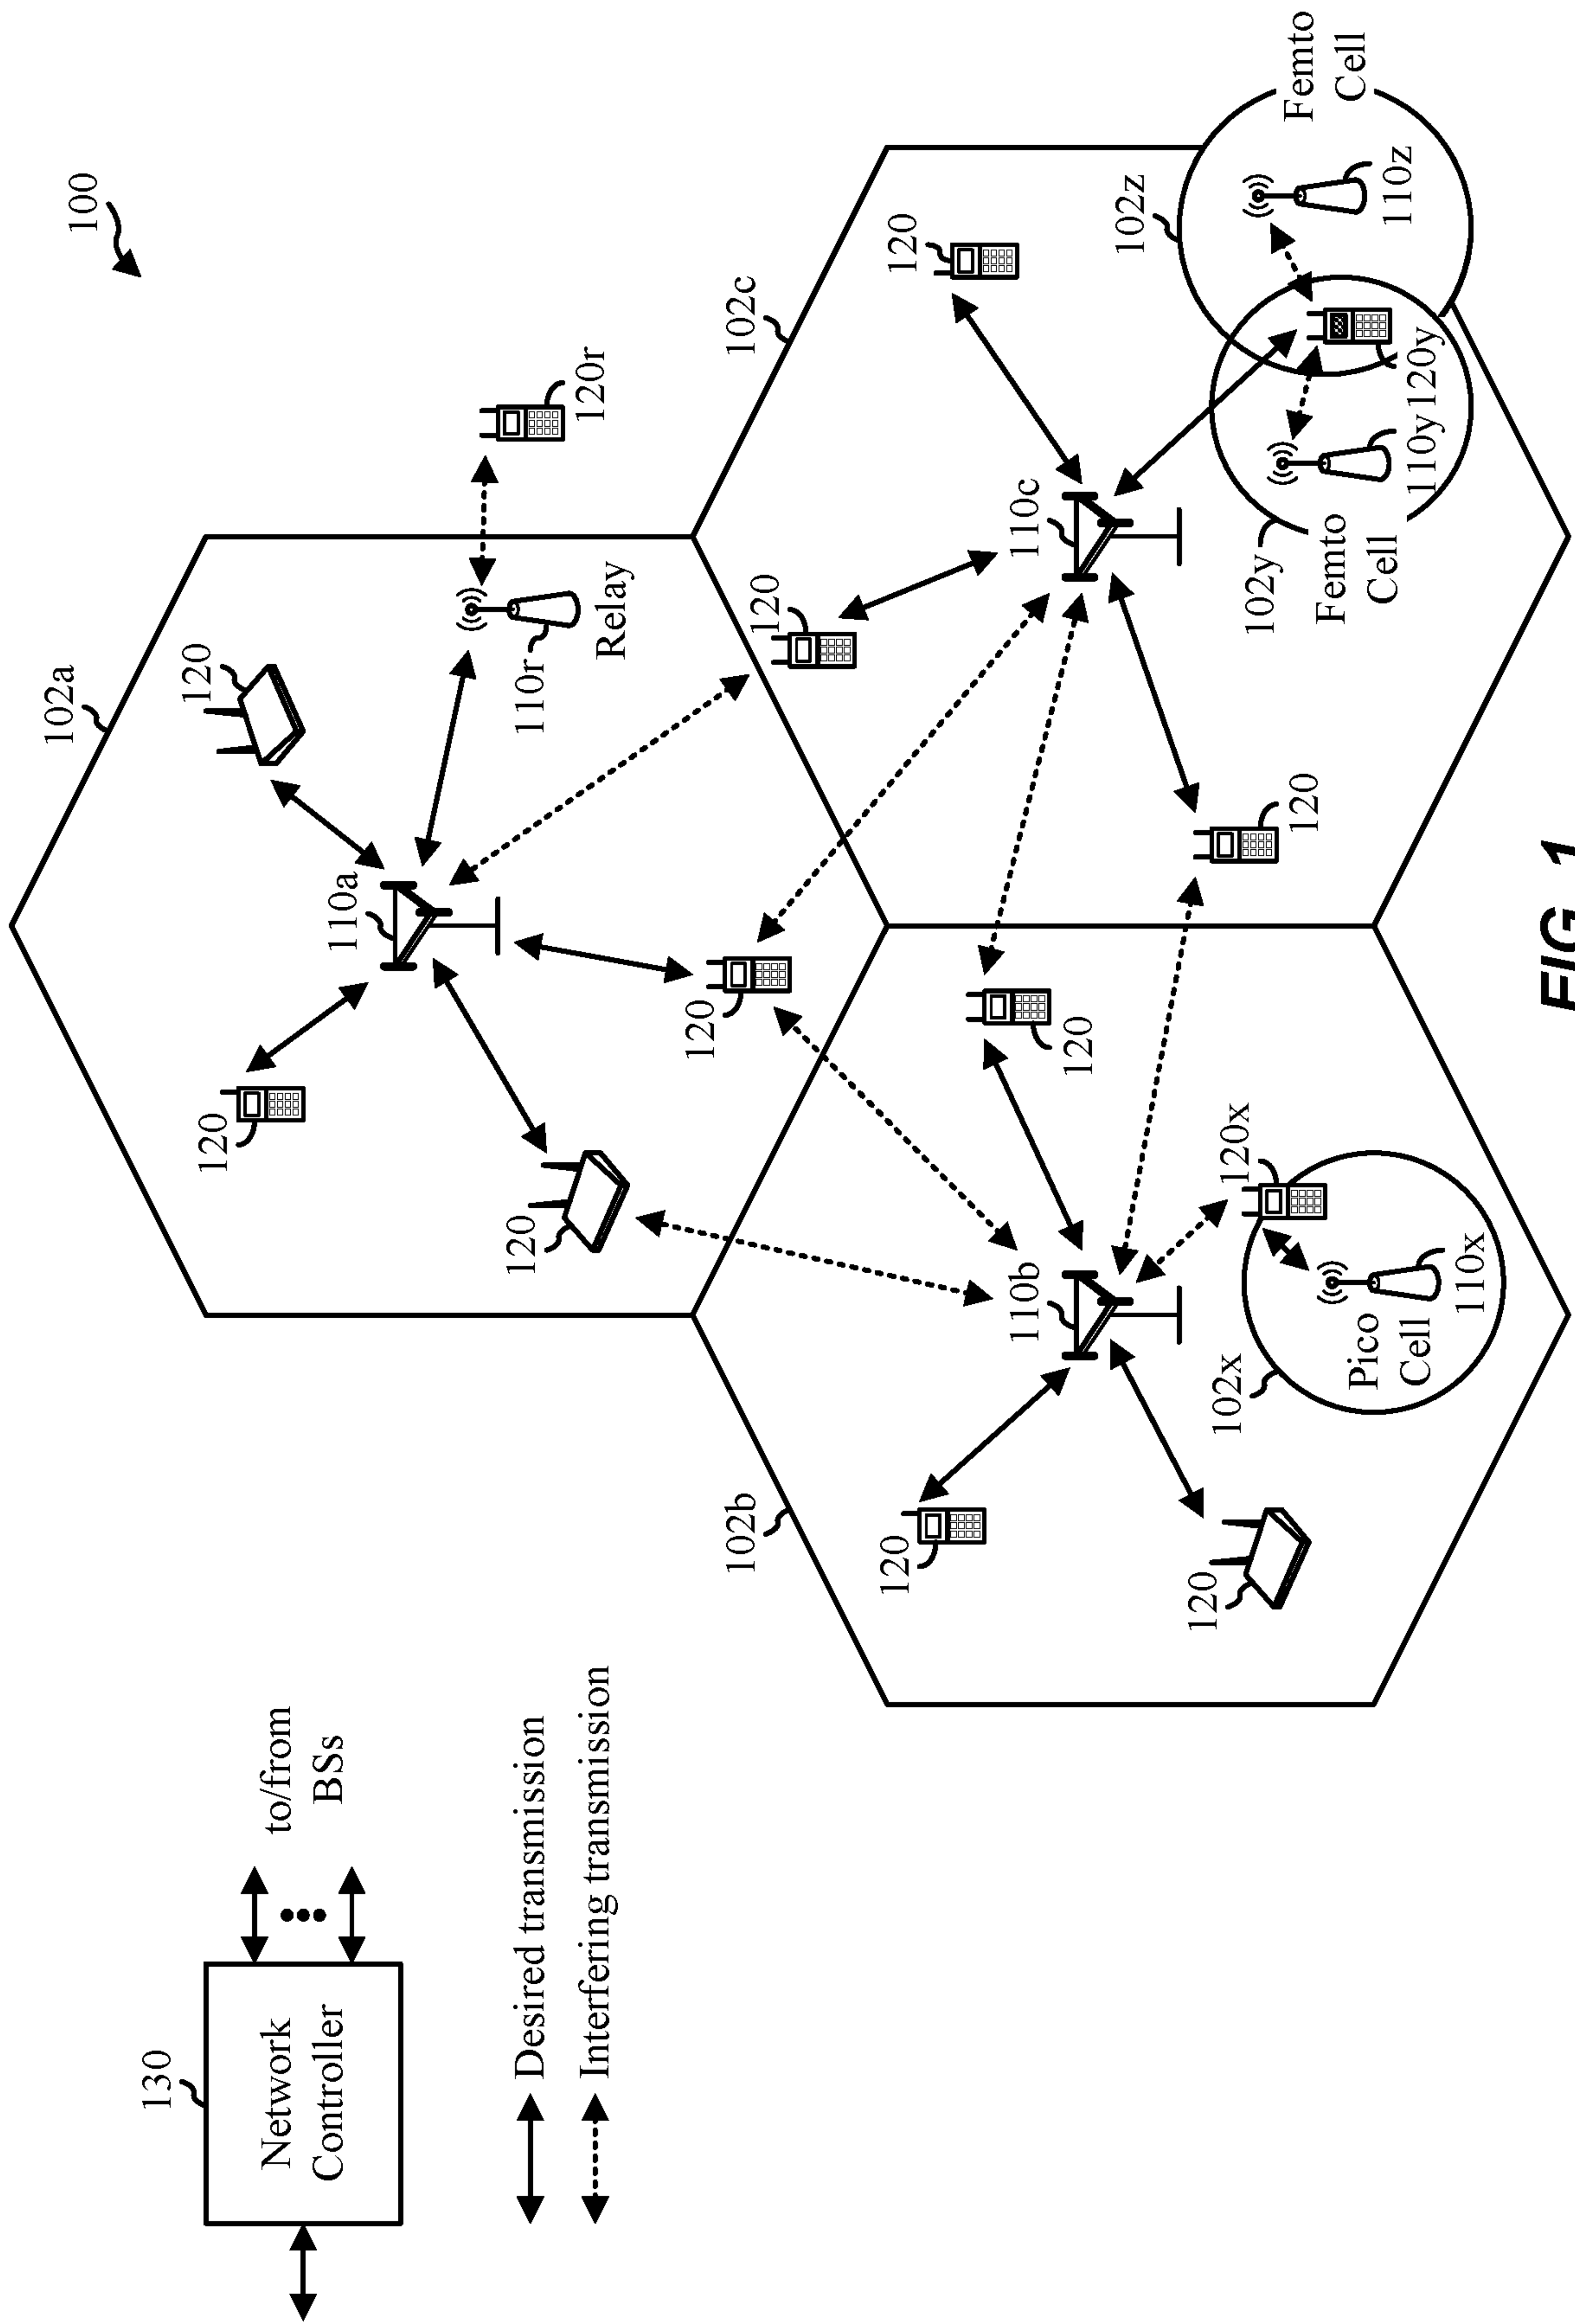 102a
100
130
120
120
Network
Controller
to/from
BSs
110a
120
110r
Relay
120r
Desired transmission
Interfering transmission
120
102b
102c
120
120
120
110b
110c
120
102z
120
102x
120x
102y
120
Femto
Cell
Femto
Cell
Pico
Cell
110z
110y
120y
110x
FIG. 1